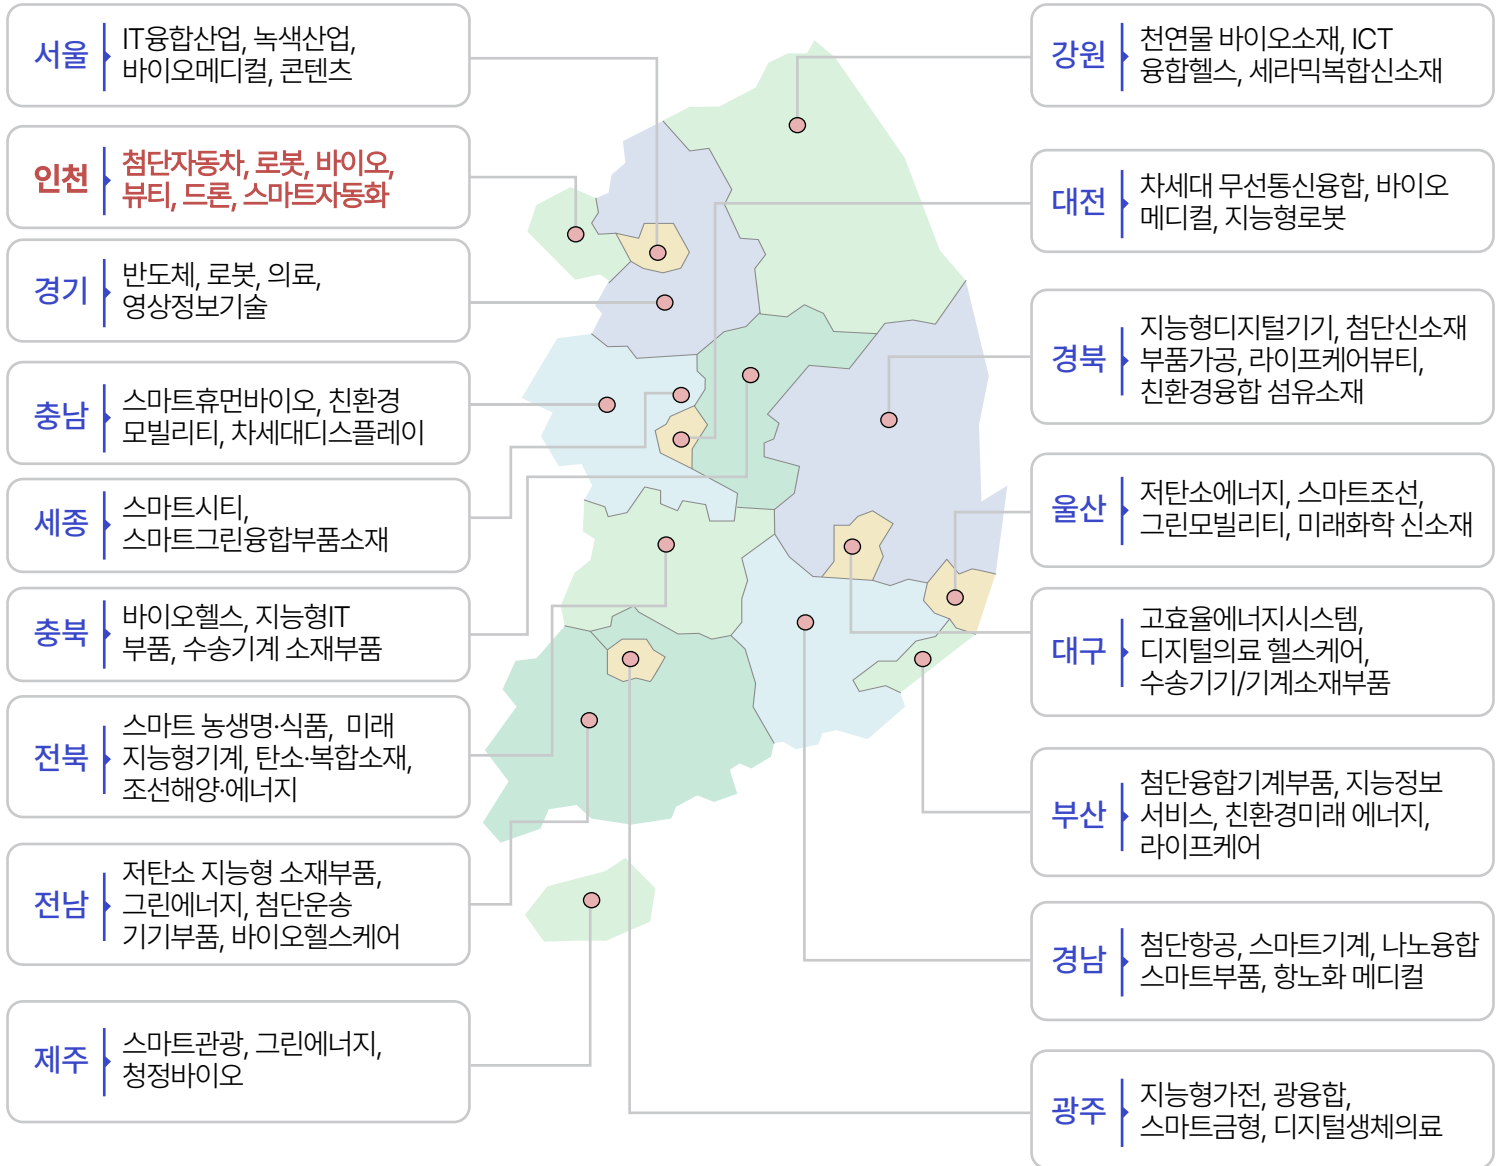 서울
IT융합산업, 녹색산업,
바이오메디컬, 콘텐츠
인천
첨단자동차, 로봇, 바이오,
뷰티, 드론, 스마트자동화
경기
반도체, 로봇, 의료,
영상정보기술
충남
스마트휴먼바이오, 친환경
모빌리티, 차세대디스플레이
세종
스마트시티,
스마트그린융합부품소재
충북
바이오헬스, 지능형IT
부품, 수송기계 소재부품
전북
스마트 농생명·식품, 미래
지능형기계, 탄소·복합소재,
조선해양·에너지
전남
저탄소 지능형 소재부품,
그린에너지, 첨단운송
기기부품, 바이오헬스케어
제주
스마트관광, 그린에너지,
청정바이오
강원
천연물 바이오소재, ICT
융합헬스, 세라믹복합신소재
대전
차세대 무선통신융합, 바이오
메디컬, 지능형로봇
경북
지능형디지털기기, 첨단신소재
부품가공, 라이프케어뷰티,
친환경융합 섬유소재
울산
저탄소에너지, 스마트조선,
그린모빌리티, 미래화학 신소재
대구
고효율에너지시스템,
디지털의료 헬스케어,
수송기기/기계소재부품
부산
첨단융합기계부품, 지능정보
서비스, 친환경미래 에너지,
라이프케어
경남
첨단항공, 스마트기계, 나노융합
스마트부품, 항노화 메디컬
광주
지능형가전, 광융합,
스마트금형, 디지털생체의료